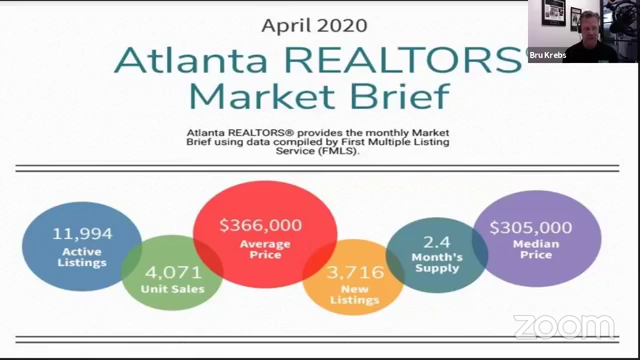 April 2020
Atlanta REALTORS®
Market Brief
Bru Krebs
Atlanta REALTORS® provides the monthly Market
Brief using data compiled by First Multiple Listing
Service (FMLS).
11,994
Active
Listings
4,071
Unit Sales
$366,000
Average
Price
3,716
New
Listings
2.4
Month's
Supply
$305,000
Median
Price
zoom